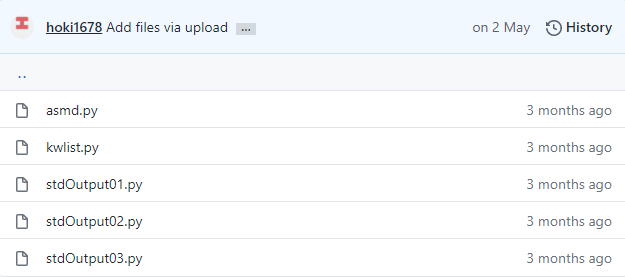 hoki1678 Add files via upload ... on 2 May History
..
asmd.py 3 months ago
kwlist.py 3 months ago
stdOutput01.py 3 months ago
stdOutput02.py 3 months ago
stdOutput03.py 3 months ago